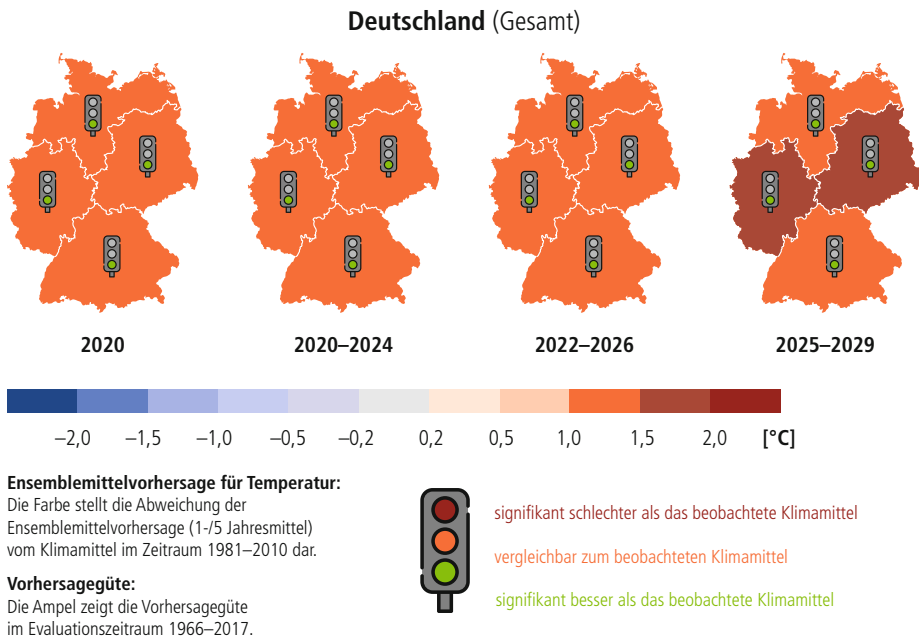 Deutschland (Gesamt)
2020
2020–2024
2022–2026
2025–2029
–2,0 –1,5 –1,0 –0,5 –0,2 0,2 0,5 1,0 1,5 2,0 [°C]
Ensemblemittelvorhersage für Temperatur:
Die Farbe stellt die Abweichung der
Ensemblemittelvorhersage (1-/5 Jahresmittel)
vom Klimamittel im Zeitraum 1981–2010 dar.
Vorhersagegüte:
Die Ampel zeigt die Vorhersagegüte
im Evaluationszeitraum 1966–2017.
signifikant schlechter als das beobachtete Klimamittel
vergleichbar zum beobachteten Klimamittel
signifikant besser als das beobachtete Klimamittel